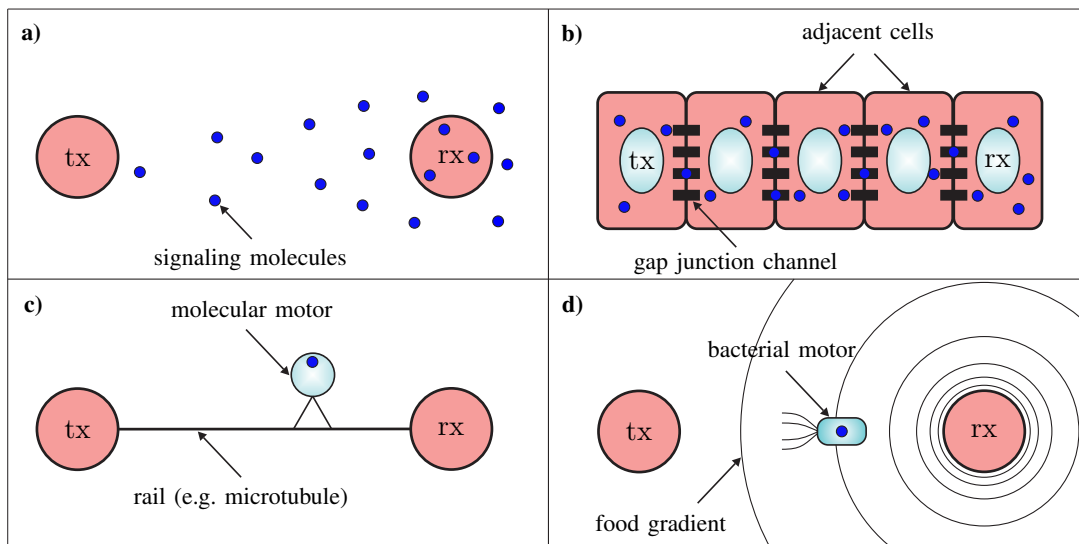 a)
tx
rx
signaling molecules
b)
adjacent cells
tx
rx
gap junction channel
c)
molecular motor
tx
rx
rail (e.g. microtubule)
d)
bacterial motor
tx
rx
food gradient